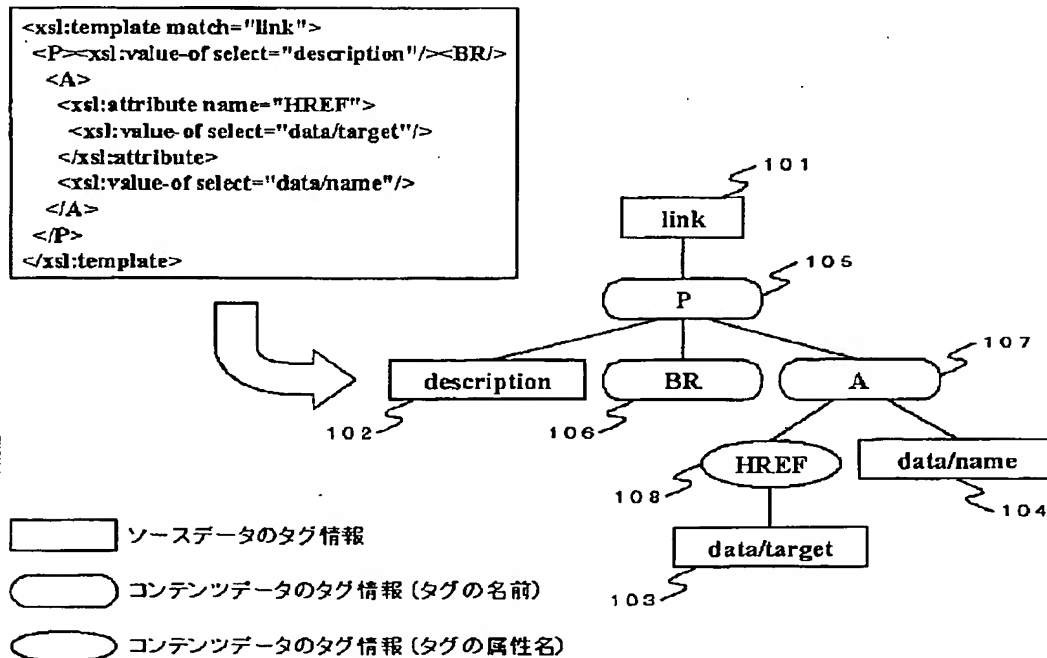 <xsl:template match="link">
<P><xsl:value-of select="description"/><BR/>
<A>
<xsl:attribute name="HREF">
<xsl:value-of select="data/target"/>
</xsl:attribute>
<xsl:value-of select="data/name"/>
</A>
</P>
</xsl:template>
101
link
105
P
107
description
BR
A
102
106
HREF
data/name
108
104
data/target
103
ソースデータのタグ情報
コンテンツデータのタグ情報(タグの名前)
コンテンツデータのタグ情報(タグの属性名)